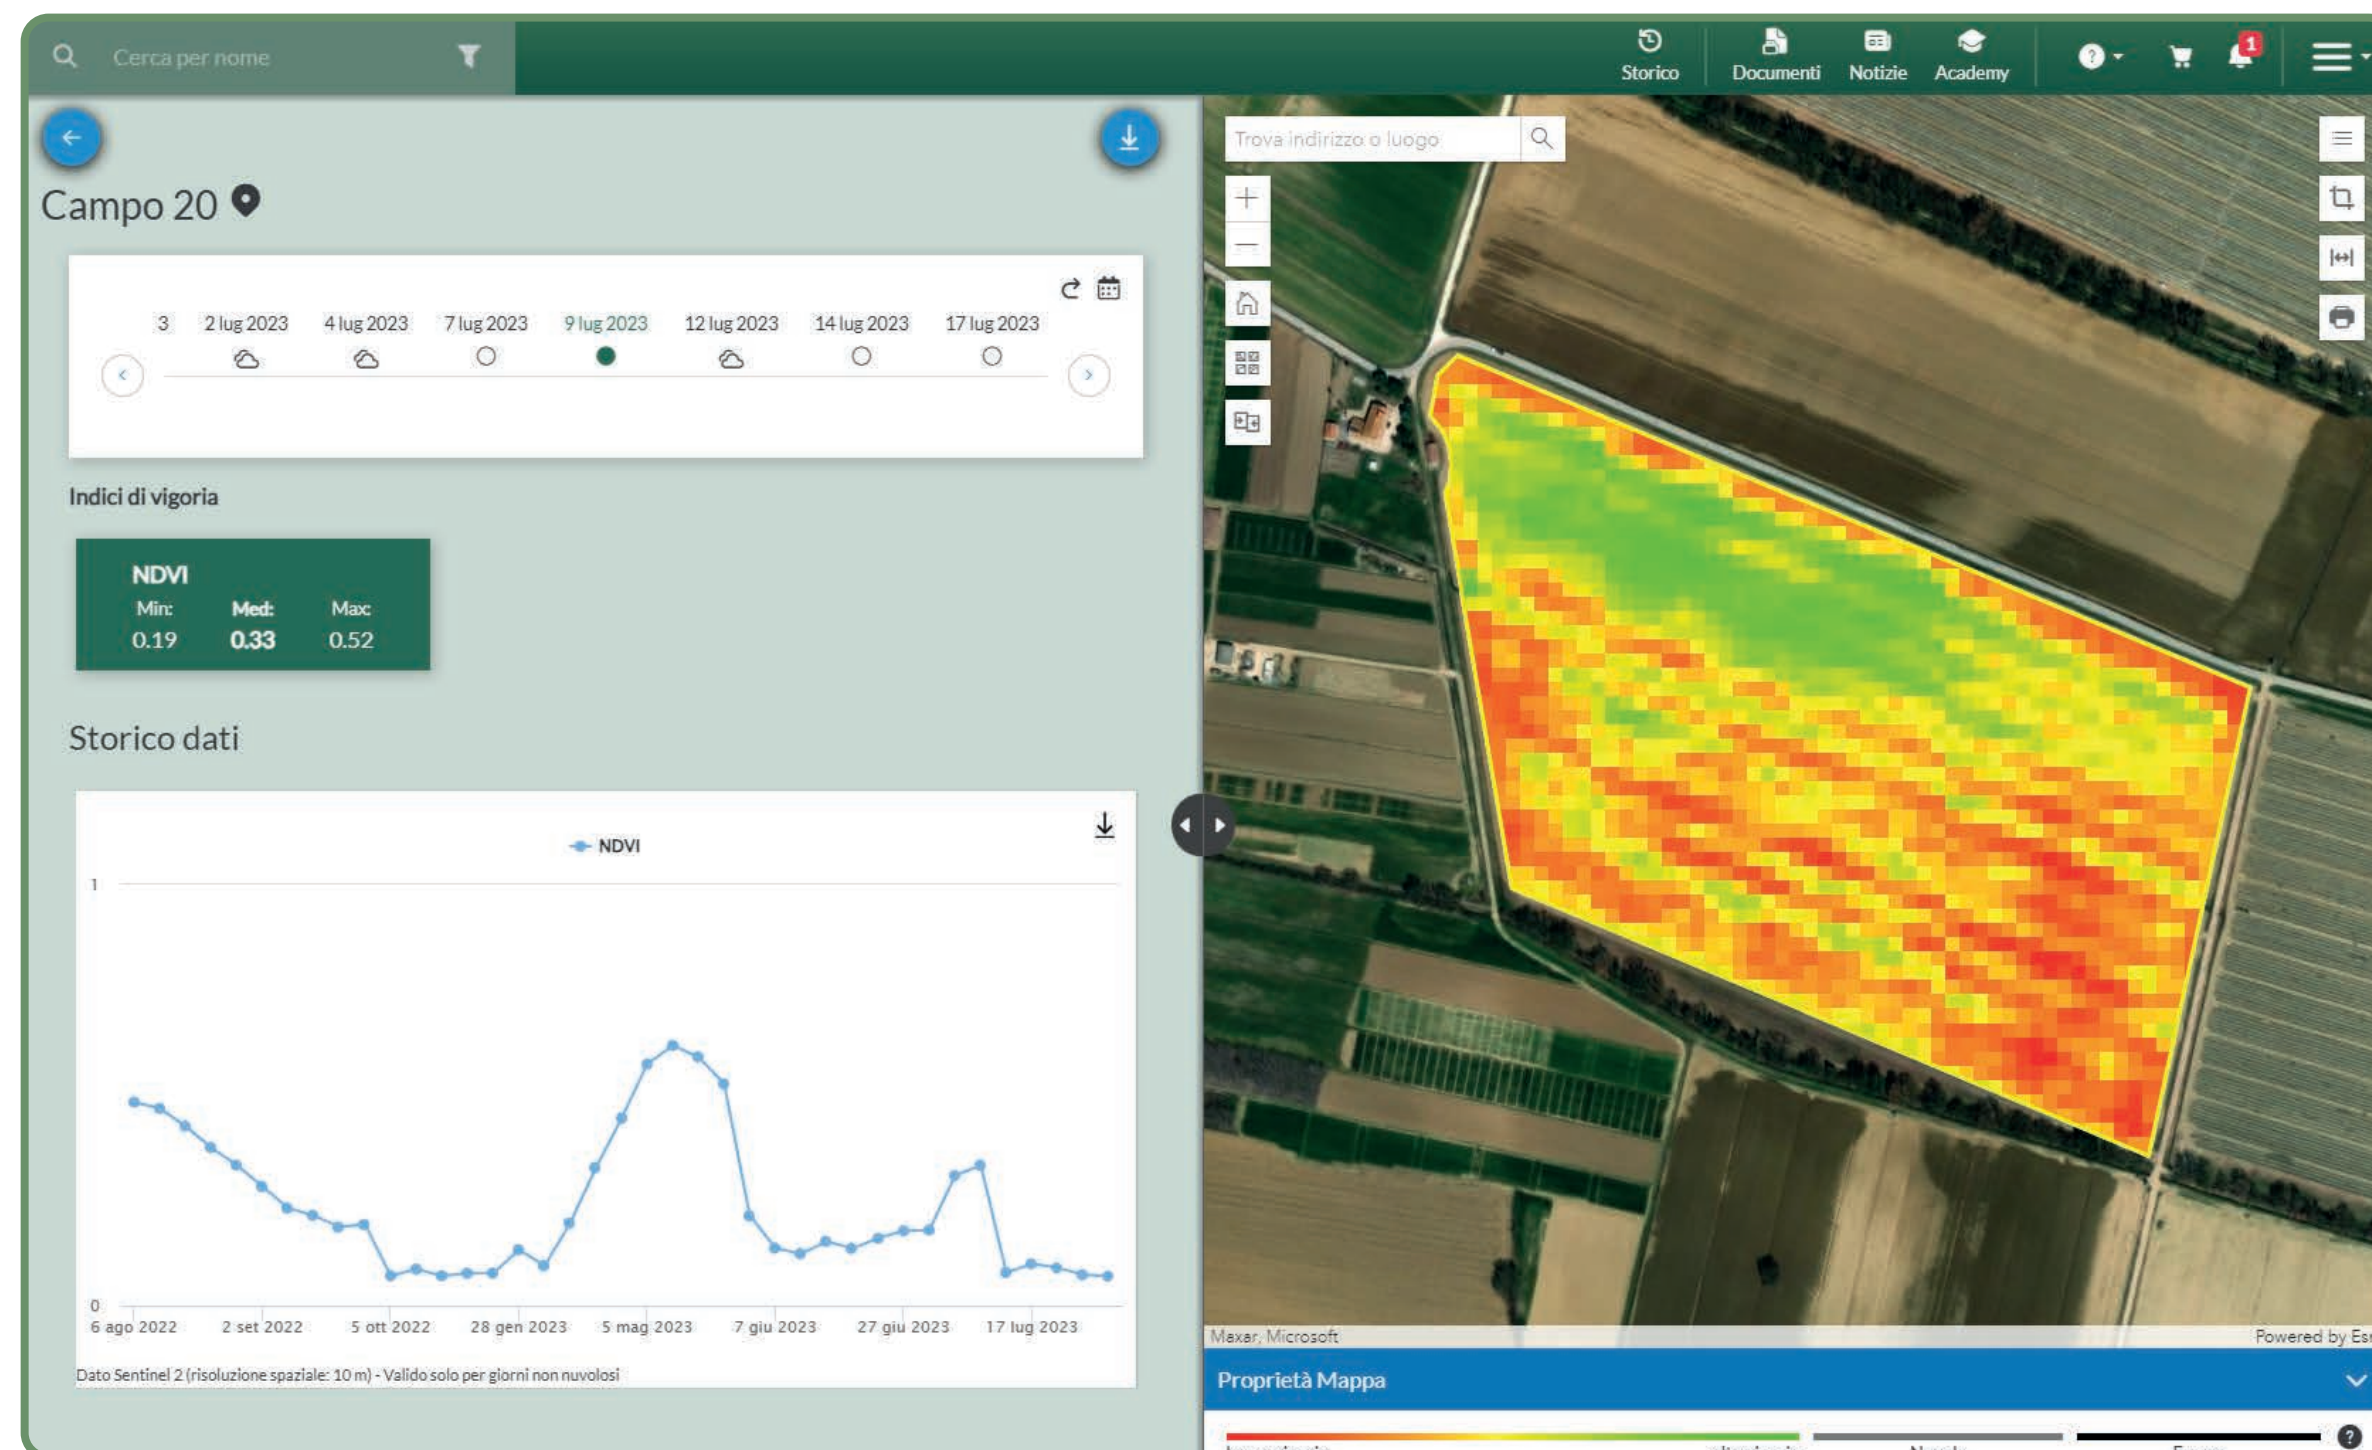 Cerca per nome
Storico
Documenti
Notizie
Academy
?
1
Campo 20
3 2 lug 2023 4 lug 2023 7 lug 2023 9 lug 2023 12 lug 2023 14 lug 2023 17 lug 2023
Indici di vigoria
NDVI
Min: Med: Max:
0.19 0.33 0.52
Storico dati
NDVI
1
0
6 ago 2022 2 set 2022 5 ott 2022 28 gen 2023 5 mag 2023 7 giu 2023 27 giu 2023 17 lug 2023
Dato Sentinel 2 (risoluzione spaziale: 10 m) - Valido solo per giorni non nuvolosi
Trova indirizzo o luogo
Maxar, Microsoft
Powered by Esr
Proprietà Mappa
?